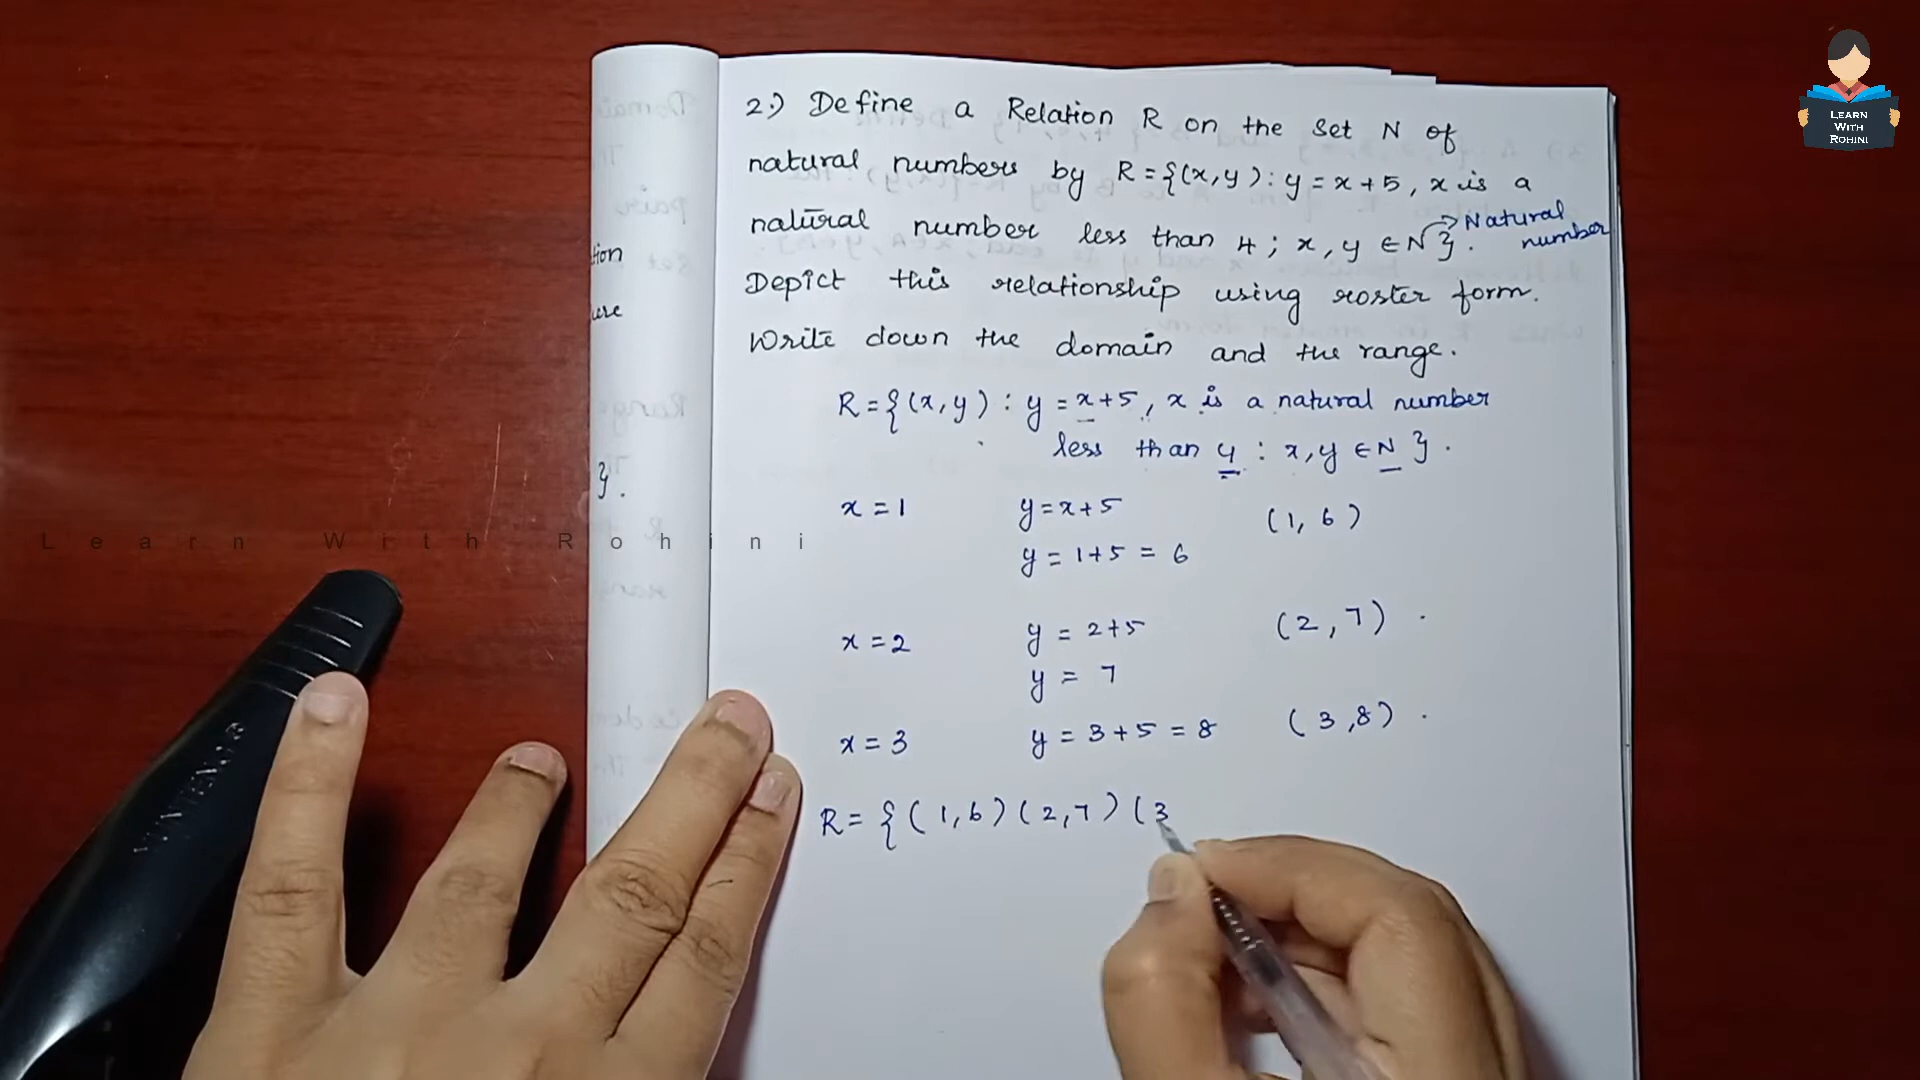 2.) Define a Relation R on the set N of
natural numbers by R={(x,y): y=x+5, x is a
natural number less than 4; x, y ∈ N }. → Natural number
Depict this relationship using roster form.
Write down the domain and the range.
R={(x,y) : y = x+5, x is a natural number
less than 4 : x,y ∈ N }.
x = 1 y=x+5 (1, 6)
y = 1+5 = 6
x = 2 y = 2+5 (2,7)
y = 7
x = 3 y = 3+5 = 8 (3,8)
R = {(1,6)(2,7)(3
tion
ure
}.
Learn With Rohini
LEARN
WITH
ROHINI